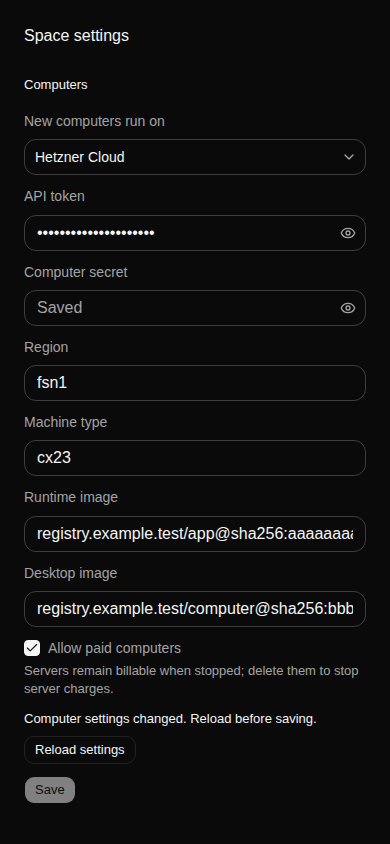 Space settings
Computers
New computers run on
Hetzner Cloud
API token
••••••••••••••••••••
Computer secret
Saved
Region
fsn1
Machine type
cx23
Runtime image
registry.example.test/app@sha256:aaaaaaaa
Desktop image
registry.example.test/computer@sha256:bbb
Allow paid computers
Servers remain billable when stopped; delete them to stop
server charges.
Computer settings changed. Reload before saving.
Reload settings
Save